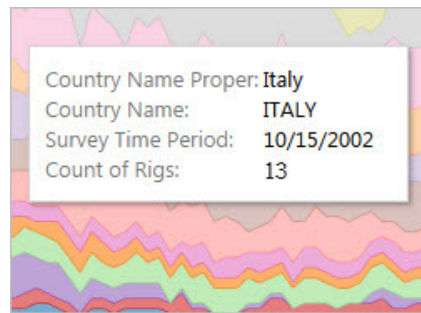 Country Name Proper: Italy
Country Name: ITALY
Survey Time Period: 10/15/2002
Count of Rigs: 13